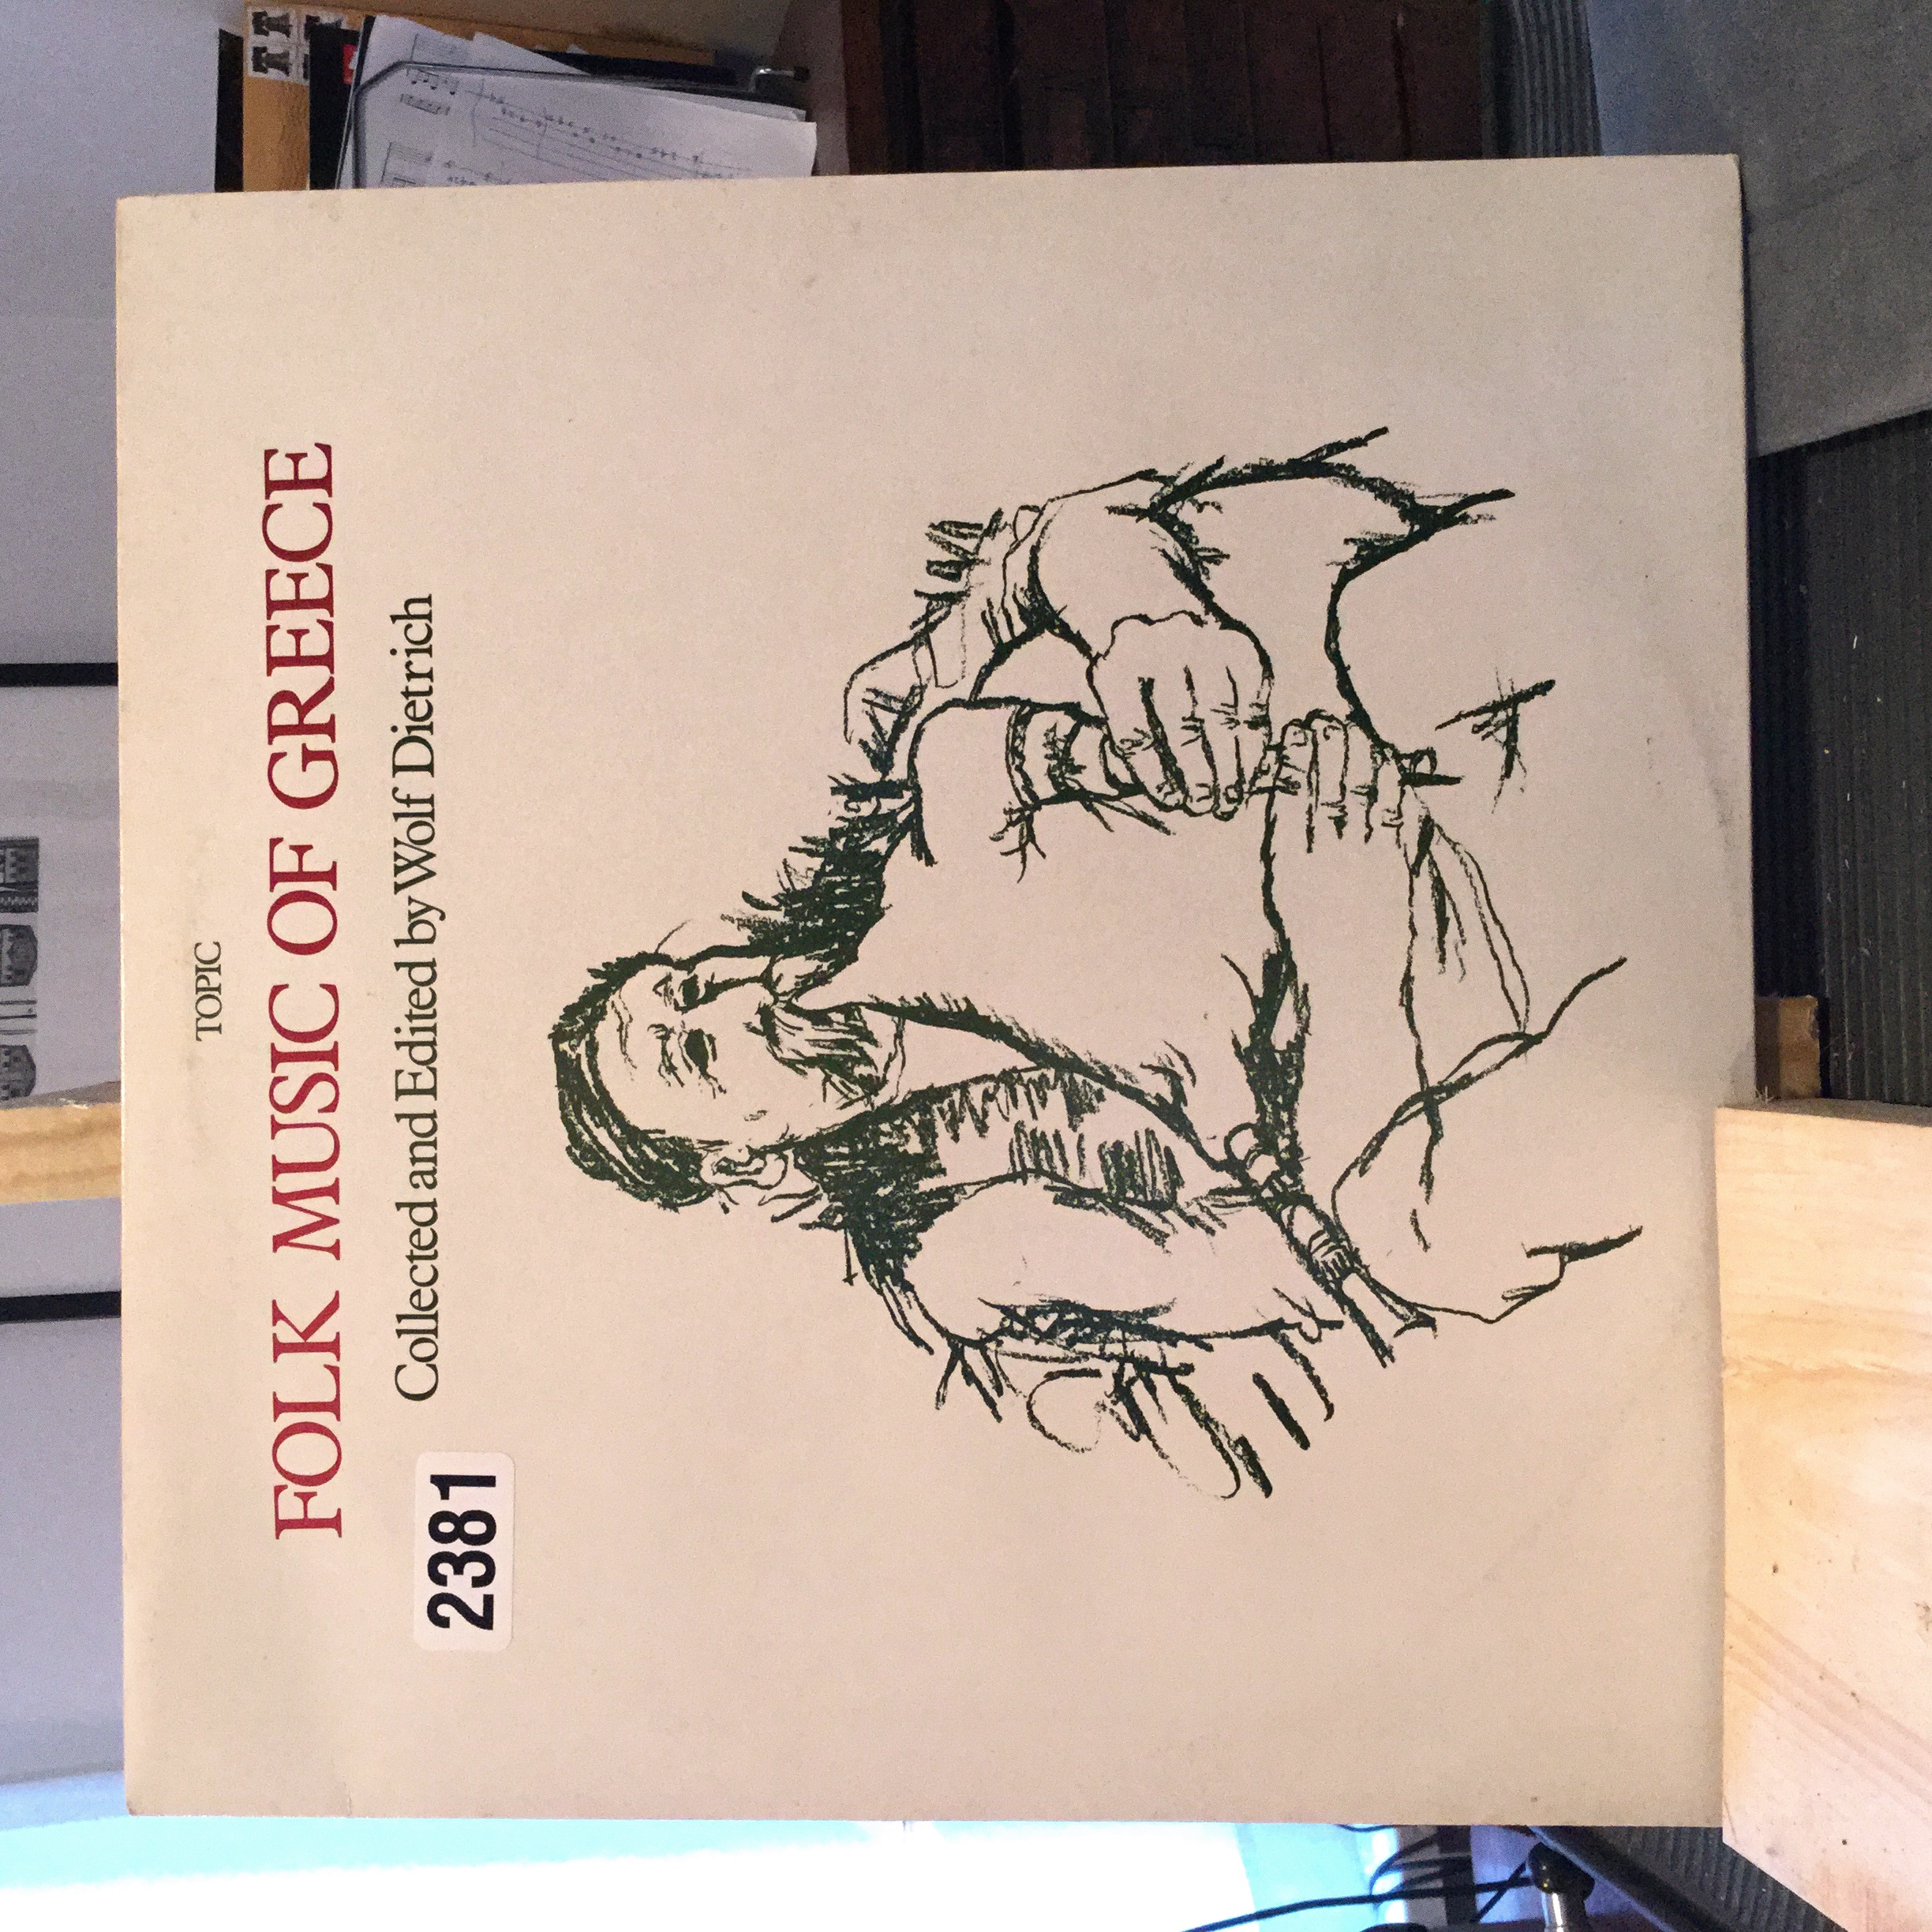 TOPIC
FOLK MUSIC OF GREECE
Collected and Edited by Wolf Dietrich
2381